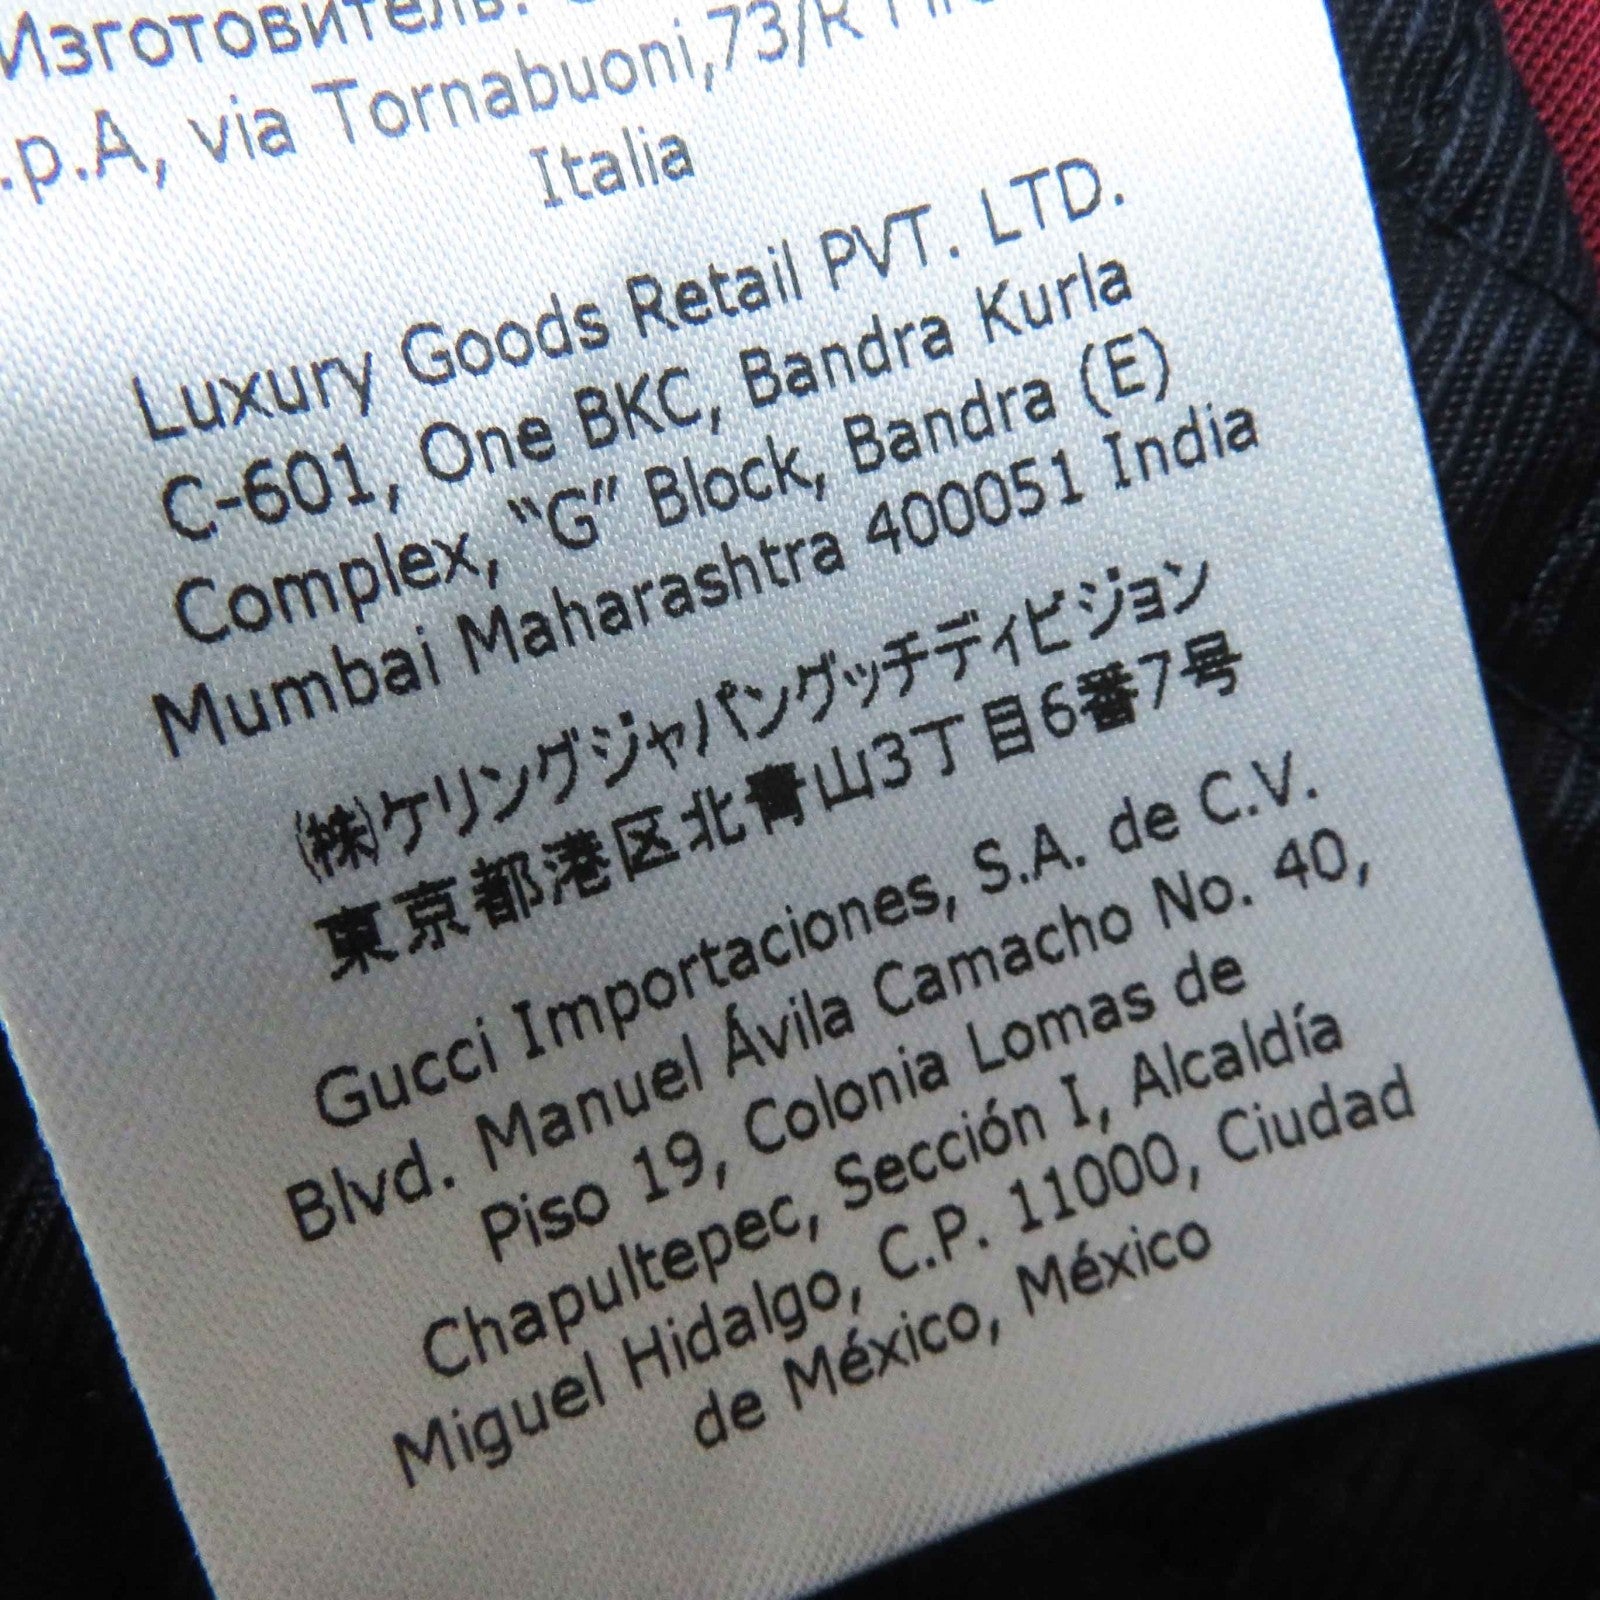 Изготовитель:
.p.A, via Tornabuoni,73/R
Italia
Luxury Goods Retail PVT. LTD.
C-601, One BKC, Bandra Kurla
Complex, “G” Block, Bandra (E)
Mumbai Maharashtra 400051 India
㈱ケリングジャパングッチディビジョン
東京都港区北青山3丁目6番7号
Gucci Importaciones, S.A. de C.V.
Blvd. Manuel Ávila Camacho No. 40,
Piso 19, Colonia Lomas de
Chapultepec, Sección I, Alcaldía
Miguel Hidalgo, C.P. 11000, Ciudad
de México, México